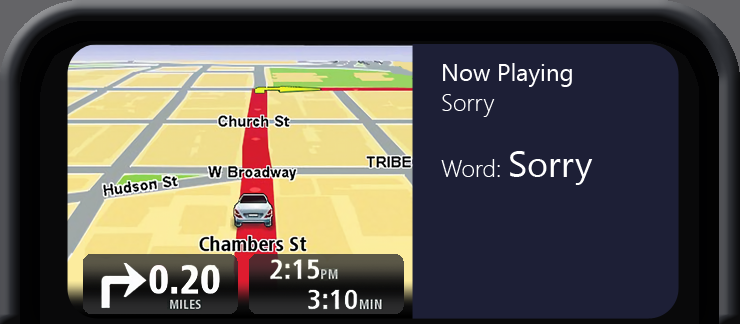 Now Playing
Sorry
Word: Sorry
Church St
W Broadway
TRIBE
Hudson St
Chambers St
0.20
MILES
2:15PM
3:10MIN